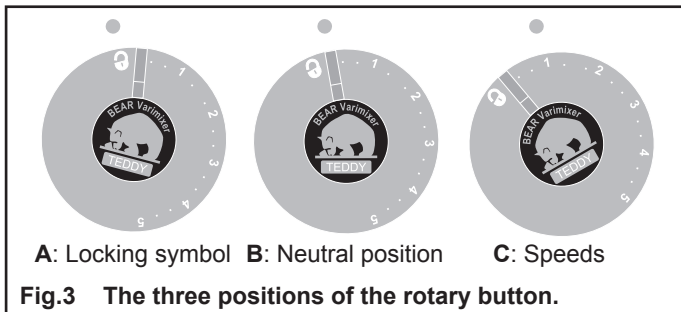 1 2 3 4 5
BEAR Varimixer
TEDDY
1 2 3 4 5
BEAR Varimixer
TEDDY
1 2 3 4 5
BEAR Varimixer
TEDDY
A: Locking symbol B: Neutral position C: Speeds
Fig.3 The three positions of the rotary button.